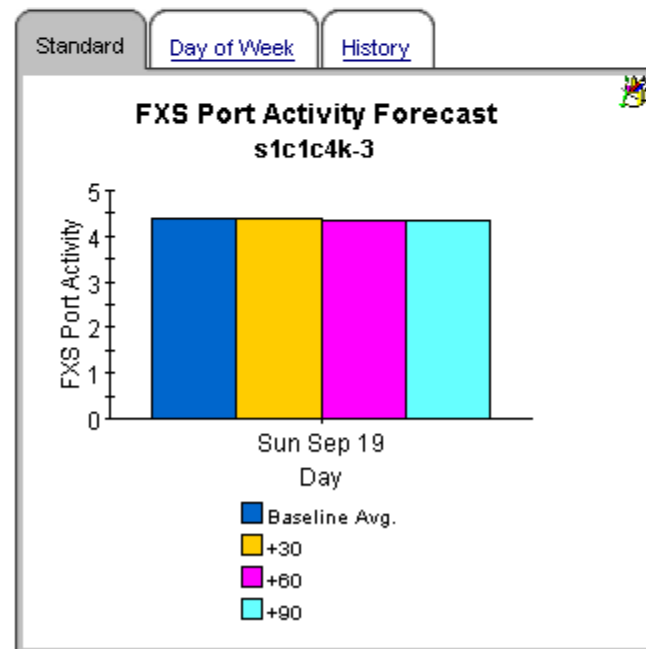 Standard
Day of Week
History
FXS Port Activity Forecast
s1c1c4k-3
FXS Port Activity
5
4
3
2
1
0
Sun Sep 19
Day
Baseline Avg.
+30
+60
+90